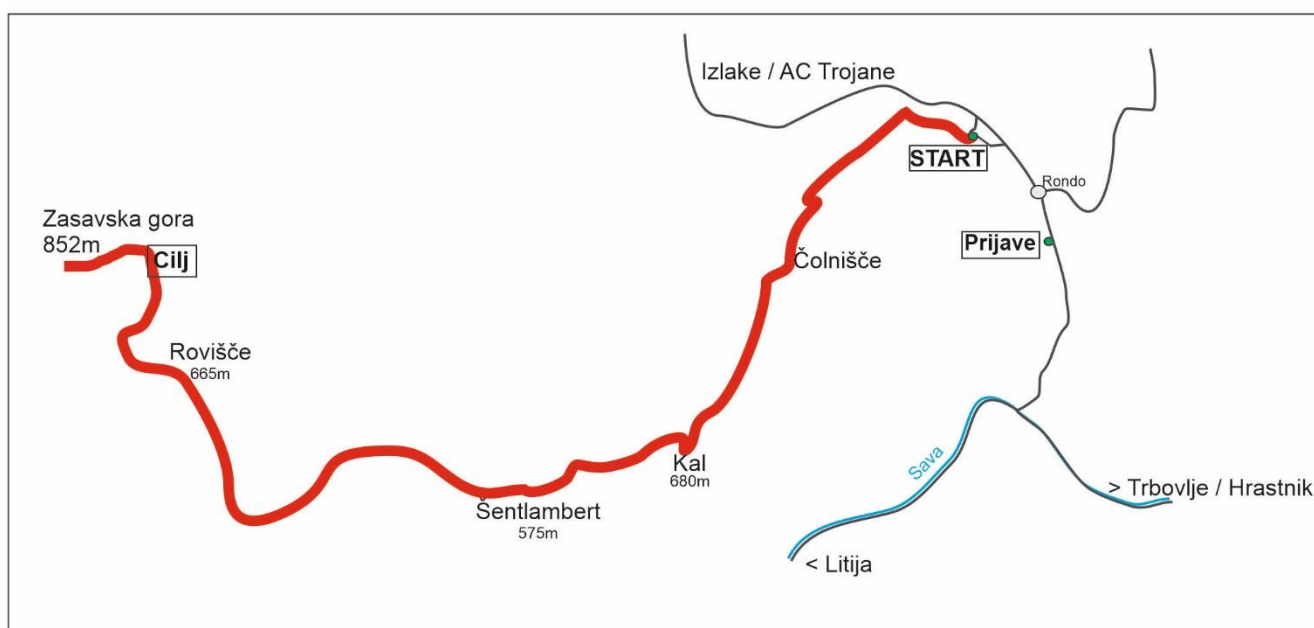 Izlake / AC Trojane
START
Rondo
Prijave
Zasavska gora
852m
Cilj
Čolnišče
Rovišče
665m
Kal
680m
Šentlambert
575m
Sava
> Trbovlje / Hrastnik
< Litija